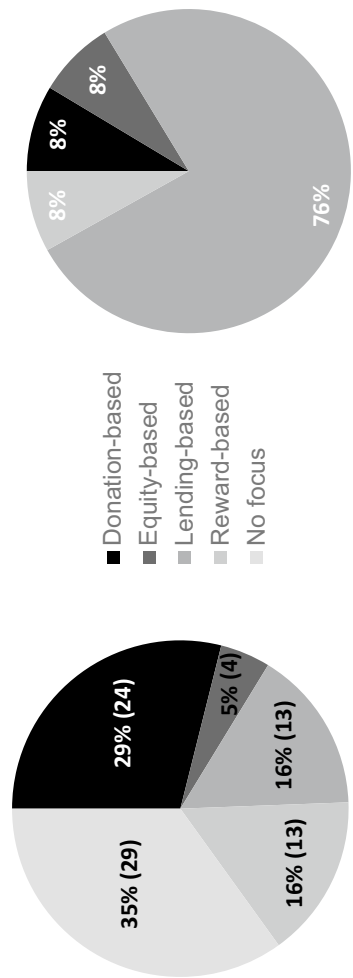 29% (24)
5% (4)
16% (13)
16% (13)
35% (29)
Donation-based
Equity-based
Lending-based
Reward-based
No focus
8%
8%
76%
8%